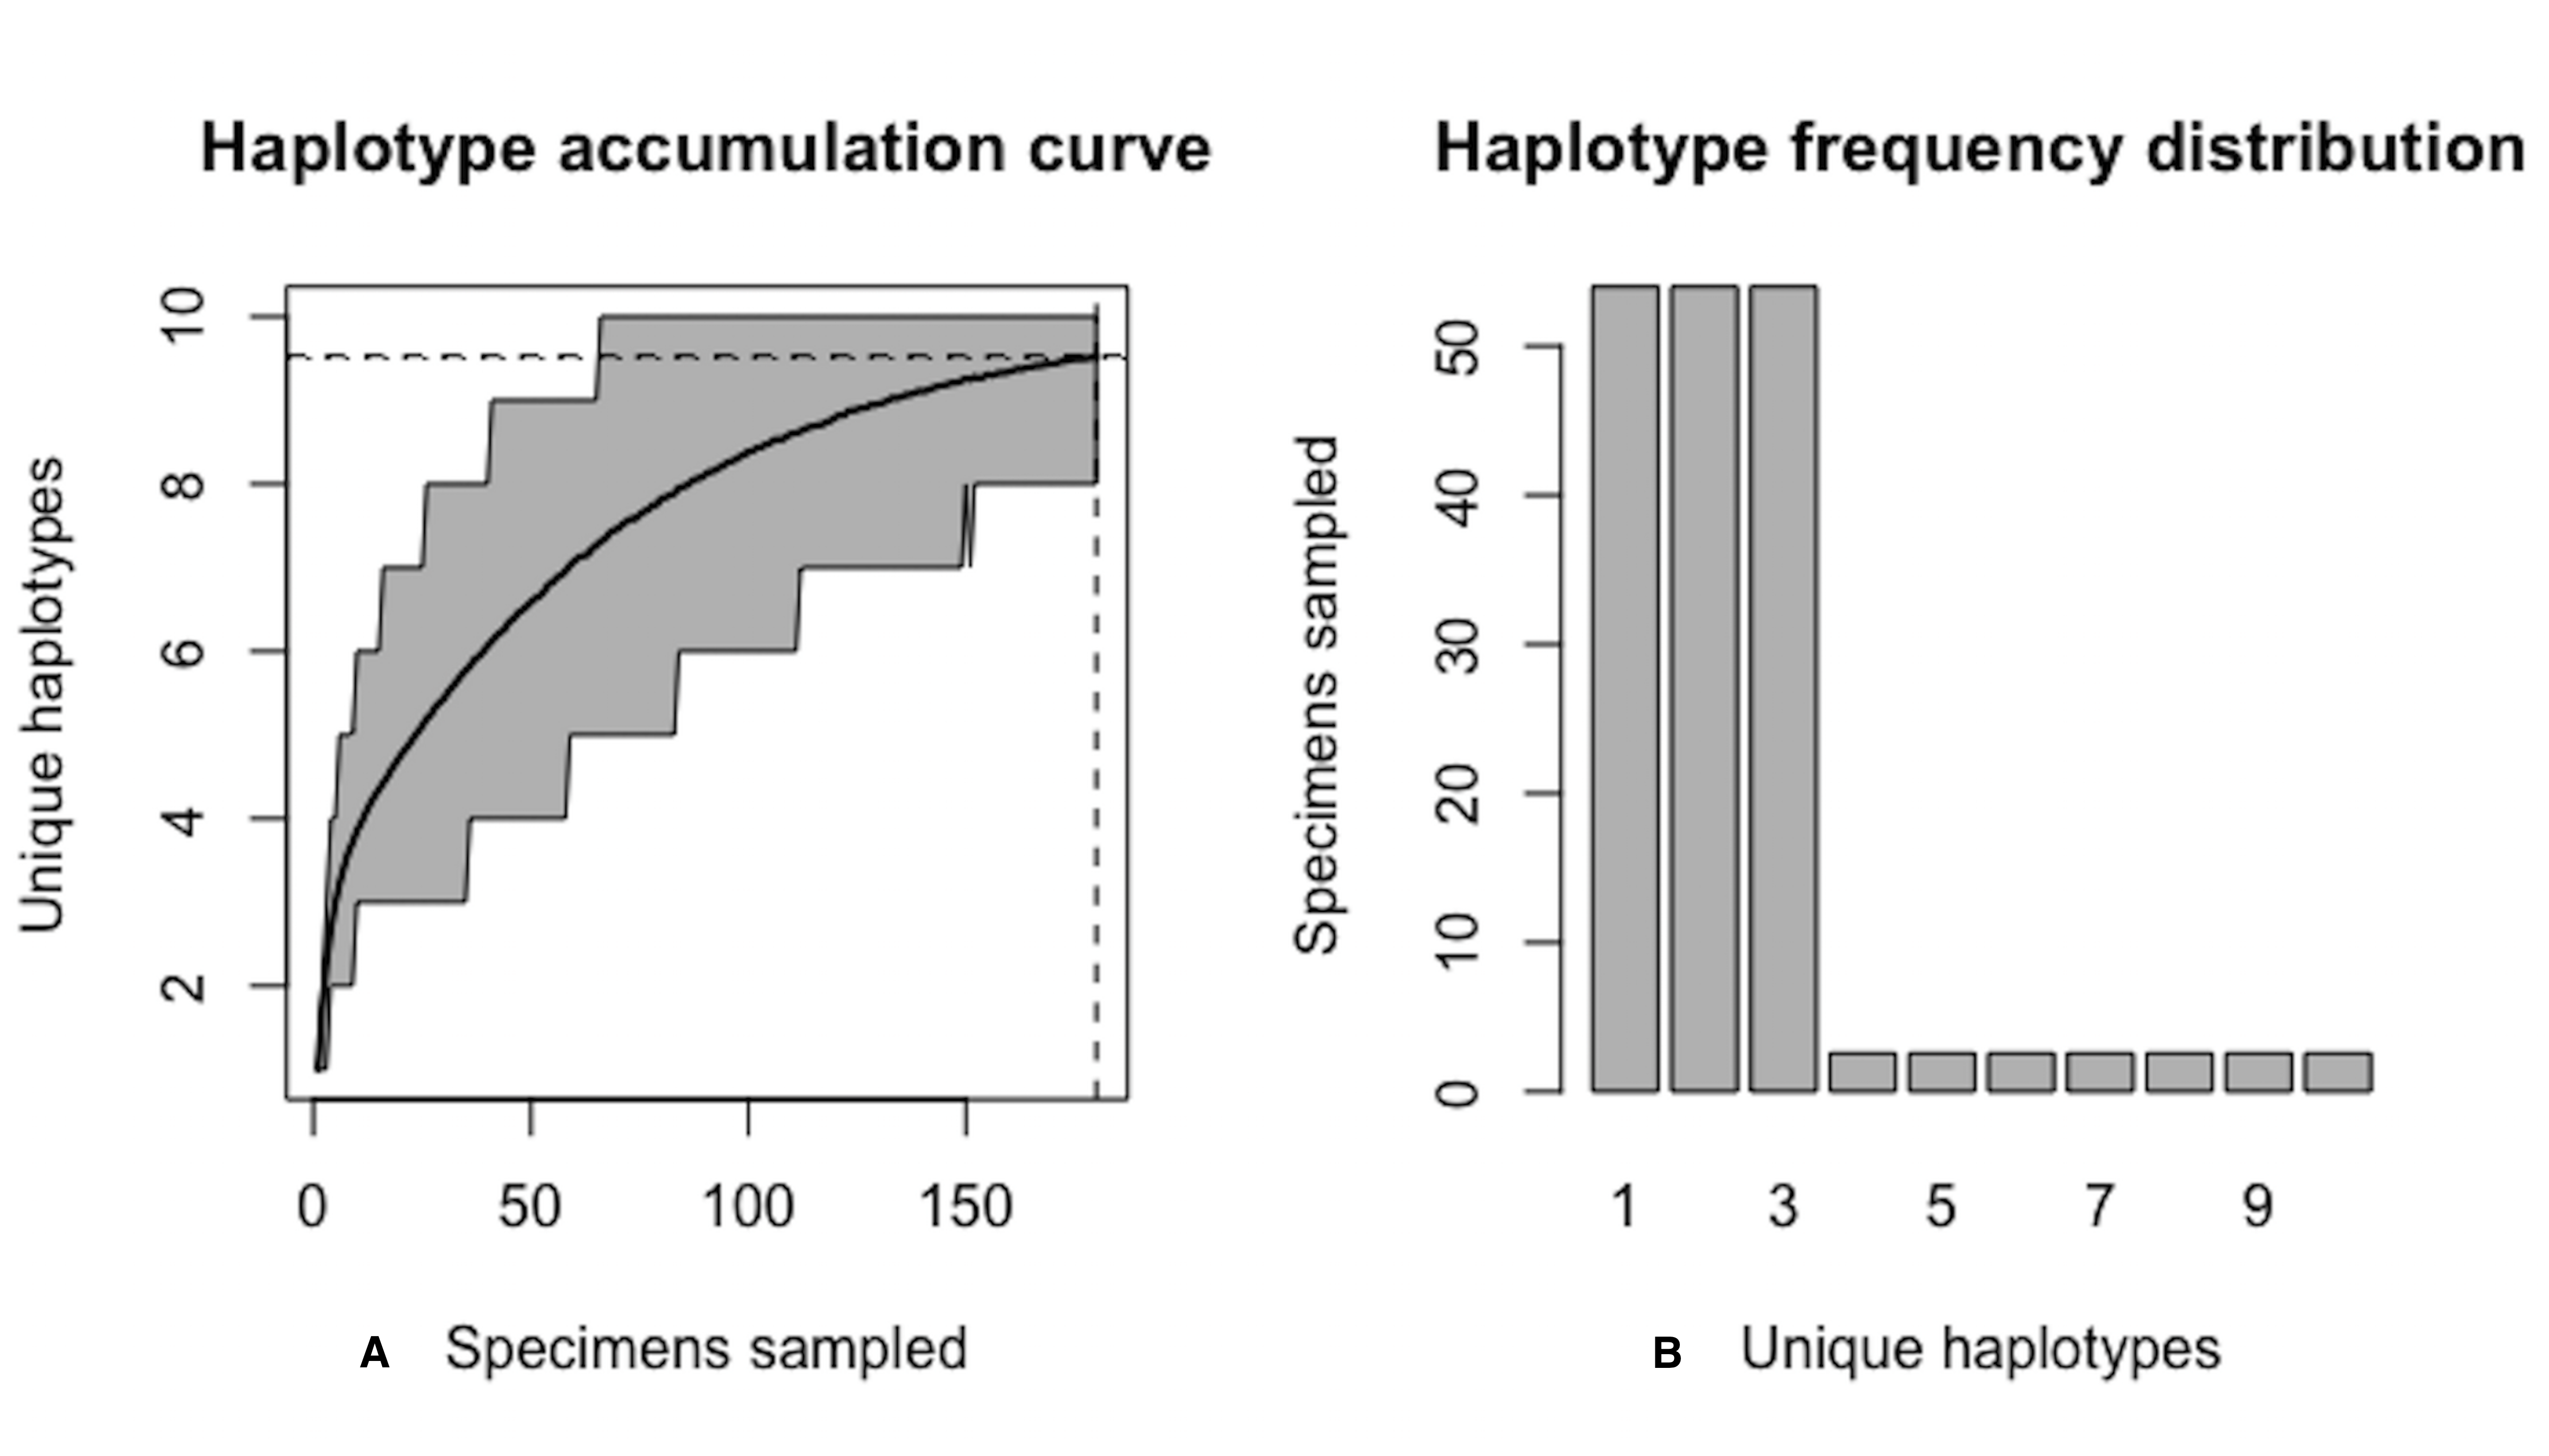 Haplotype accumulation curve
Unique haplotypes
10
8
6
4
2
0 50 100 150
A Specimens sampled
Haplotype frequency distribution
Specimens sampled
50
40
30
20
10
0
1 3 5 7 9
B Unique haplotypes